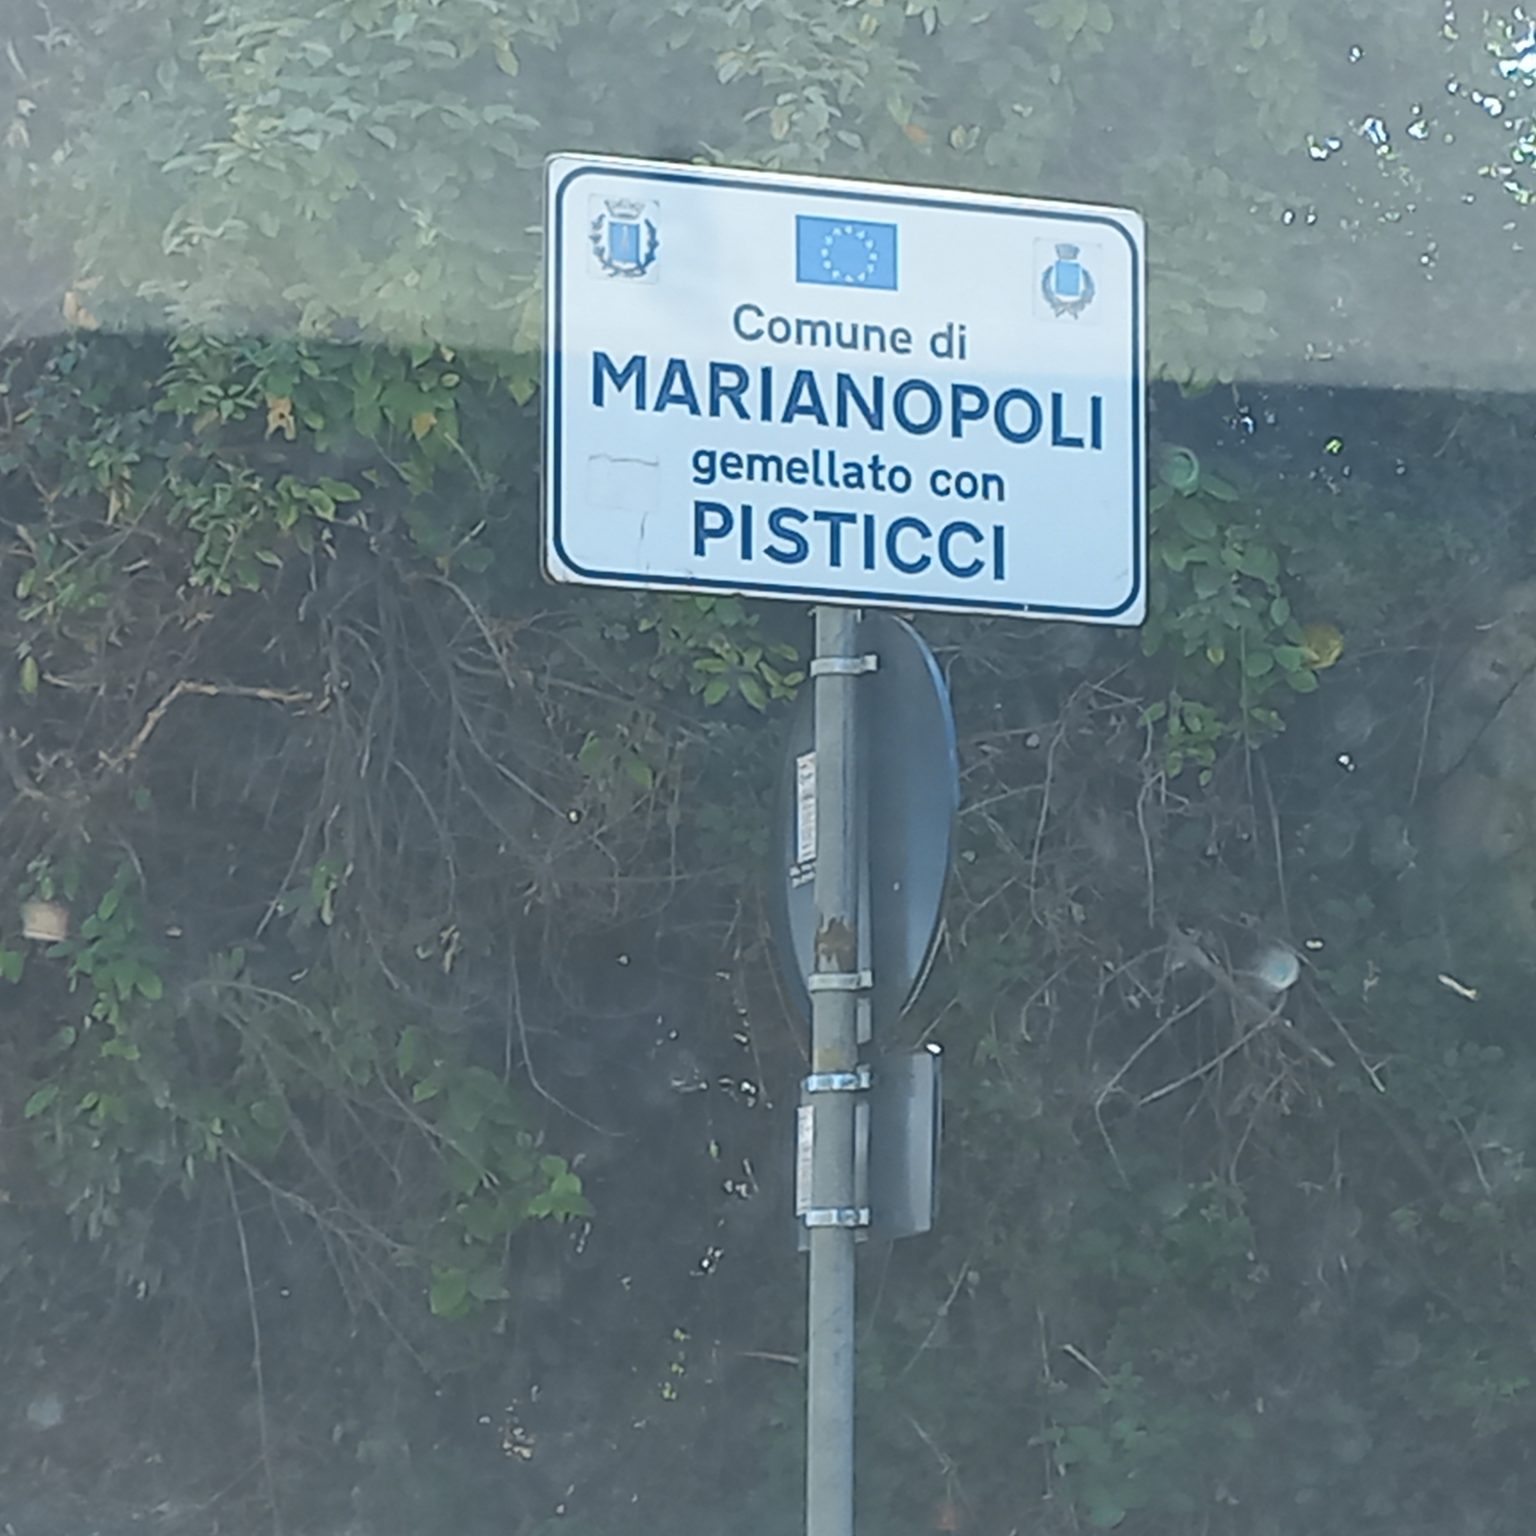 Comune di
MARIANOPOLI
gemellato con
PISTICCI